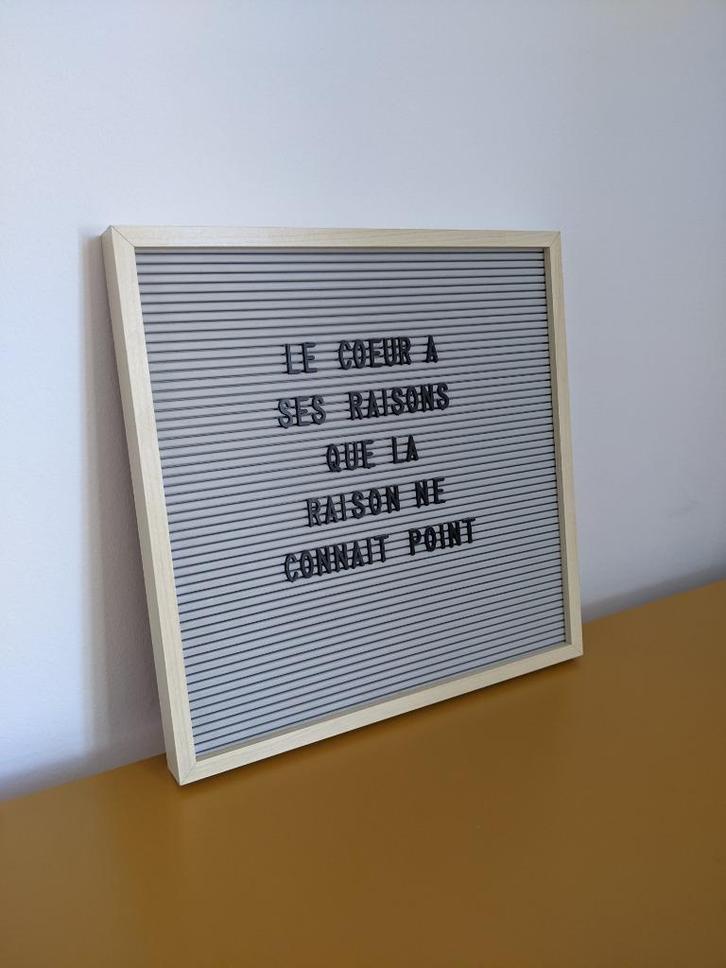 LE COEUR A
SES RAISONS
QUE LA
RAISON NE
CONNAIT POINT